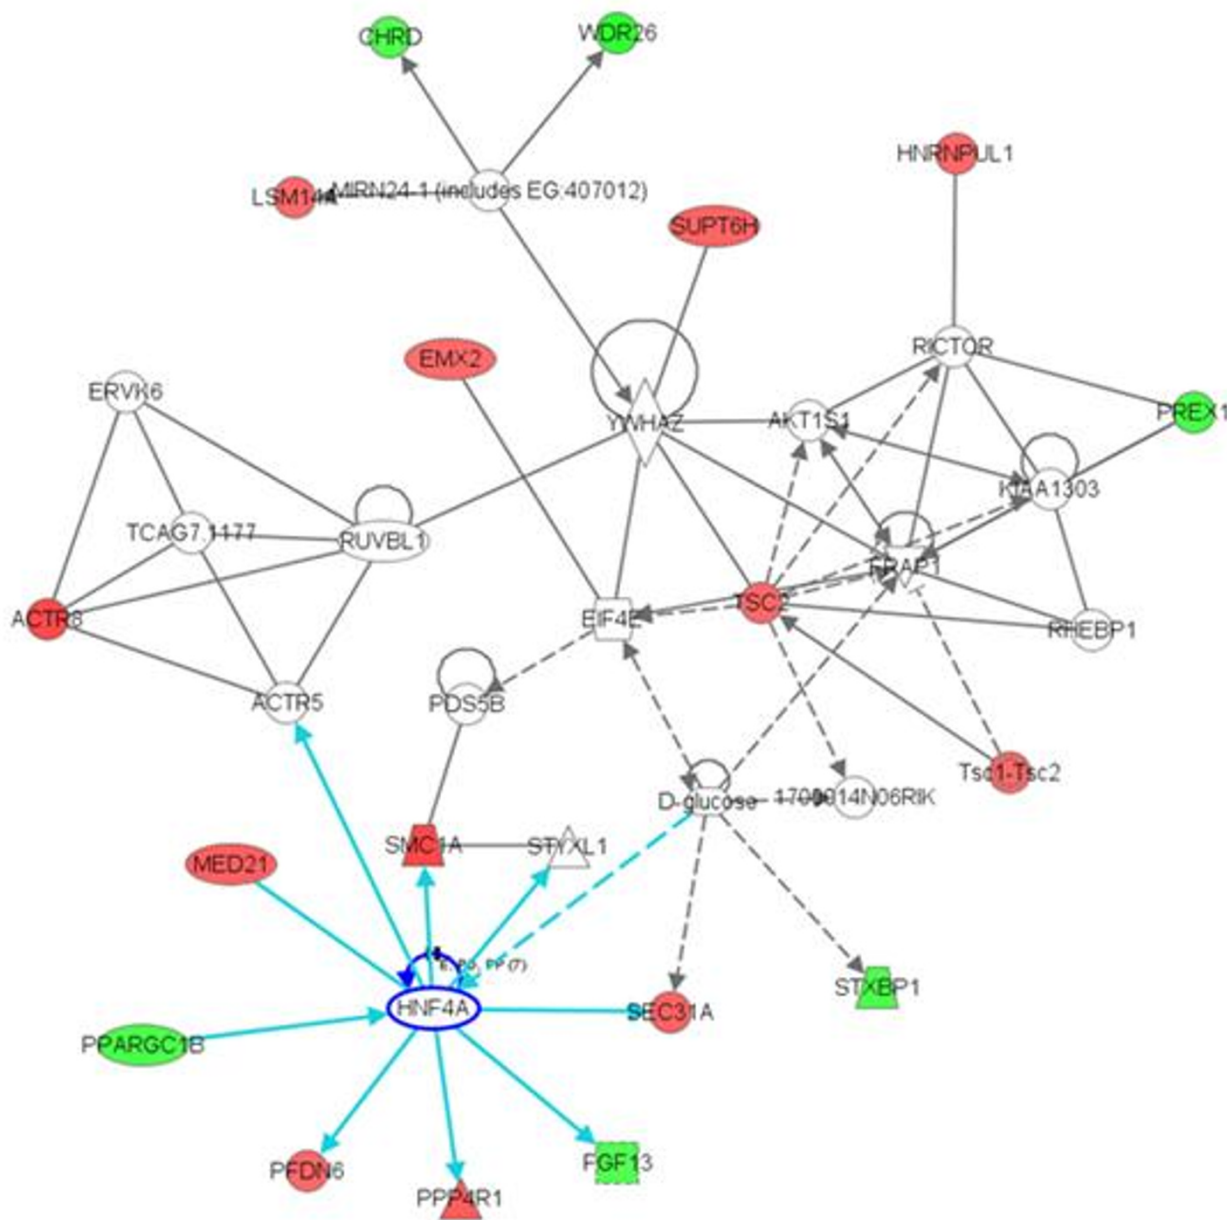 CHRD
WDR26
HNRNPUL1
MIRN24-1 (includes EG:407012)
LSM14A
SUPT6H
RICTOR
EMX2
ERVK6
PREX1
YWHAZ
AKT1S1
KIAA1303
TCAG7.1177
RUVBL1
FRAP1
TSC2
ACTR8
EIF4E
RHEBP1
ACTR5
PDS5B
Tsc1-Tsc2
D-glucose
1700014N06RIK
SMC1A
STYXL1
MED21
PP (7)
STXBP1
HNF4A
SEC31A
PPARGC1B
FGF13
PFDN6
PPP4R1